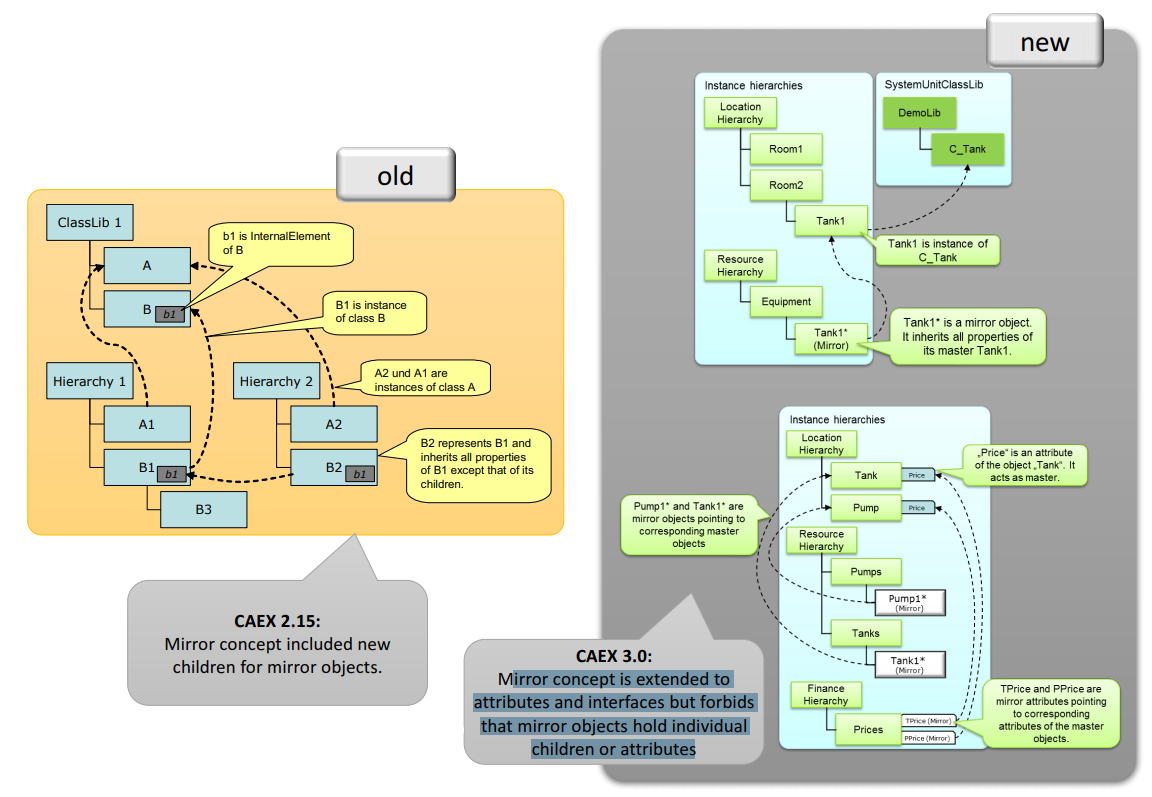 old
ClassLib 1
A
B
b1
b1 is InternalElement
of B
B1 is instance
of class B
Hierarchy 1
Hierarchy 2
A2 und A1 are
instances of class A
A1
A2
B1
b1
B2
b1
B3
B2 represents B1 and
inherits all properties
of B1 except that of its
children.
CAEX 2.15:
Mirror concept included new
children for mirror objects.
new
Instance hierarchies
Location
Hierarchy
Room1
Room2
Tank1
SystemUnitClassLib
DemoLib
C_Tank
Tank1 is instance of
C_Tank
Resource
Hierarchy
Equipment
Tank1*
(Mirror)
Tank1* is a mirror object.
It inherits all properties of
its master Tank1.
Instance hierarchies
Location
Hierarchy
Tank
Price
Pump
Price
„Price“ is an attribute
of the object „Tank“. It
acts as master.
Pump1* and Tank1* are
mirror objects pointing to
corresponding master
objects
Resource
Hierarchy
Pumps
Pump1*
(Mirror)
Tanks
Tank1*
(Mirror)
Finance
Hierarchy
Prices
TPrice (Mirror)
PPrice (Mirror)
TPrice and PPrice are
mirror attributes pointing
to corresponding
attributes of the master
objects.
CAEX 3.0:
Mirror concept is extended to
attributes and interfaces but forbids
that mirror objects hold individual
children or attributes